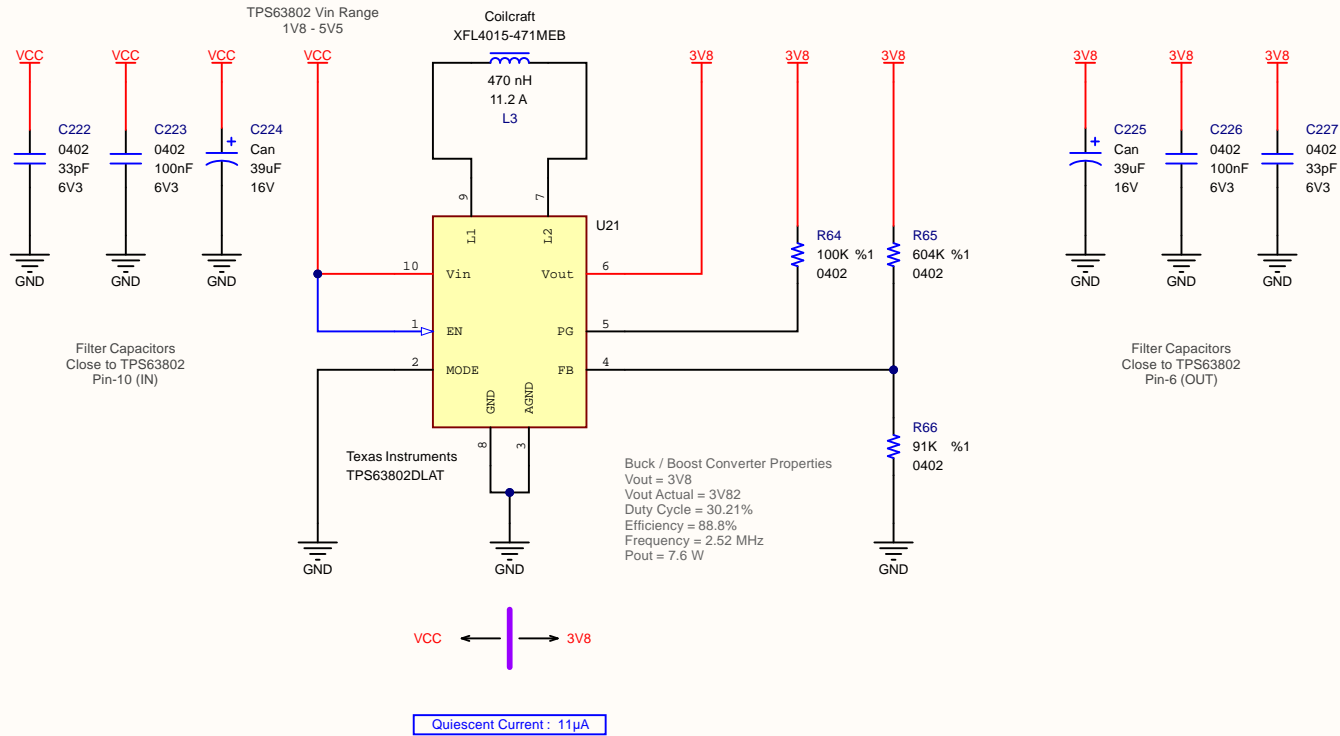 TPS63802 Vin Range
1V8 - 5V5
Coilcraft
XFL4015-471MEB
470 nH
11.2 A
L3
VCC
VCC
VCC
VCC
3V8
3V8
3V8
3V8
3V8
3V8
C222
0402
33pF
6V3
GND
C223
0402
100nF
6V3
GND
+
C224
Can
39uF
16V
GND
Filter Capacitors
Close to TPS63802
Pin-10 (IN)
9
7
L1
L2
U21
10
Vin
Vout
6
1
EN
PG
5
2
MODE
FB
4
GND
AGND
8
3
Texas Instruments
TPS63802DLAT
GND
GND
R64
100K %1
0402
R65
604K %1
0402
R66
91K %1
0402
GND
Buck / Boost Converter Properties
Vout = 3V8
Vout Actual = 3V82
Duty Cycle = 30.21%
Efficiency = 88.8%
Frequency = 2.52 MHz
Pout = 7.6 W
+
C225
Can
39uF
16V
GND
C226
0402
100nF
6V3
GND
C227
0402
33pF
6V3
GND
Filter Capacitors
Close to TPS63802
Pin-6 (OUT)
VCC
3V8
Quiescent Current : 11µA